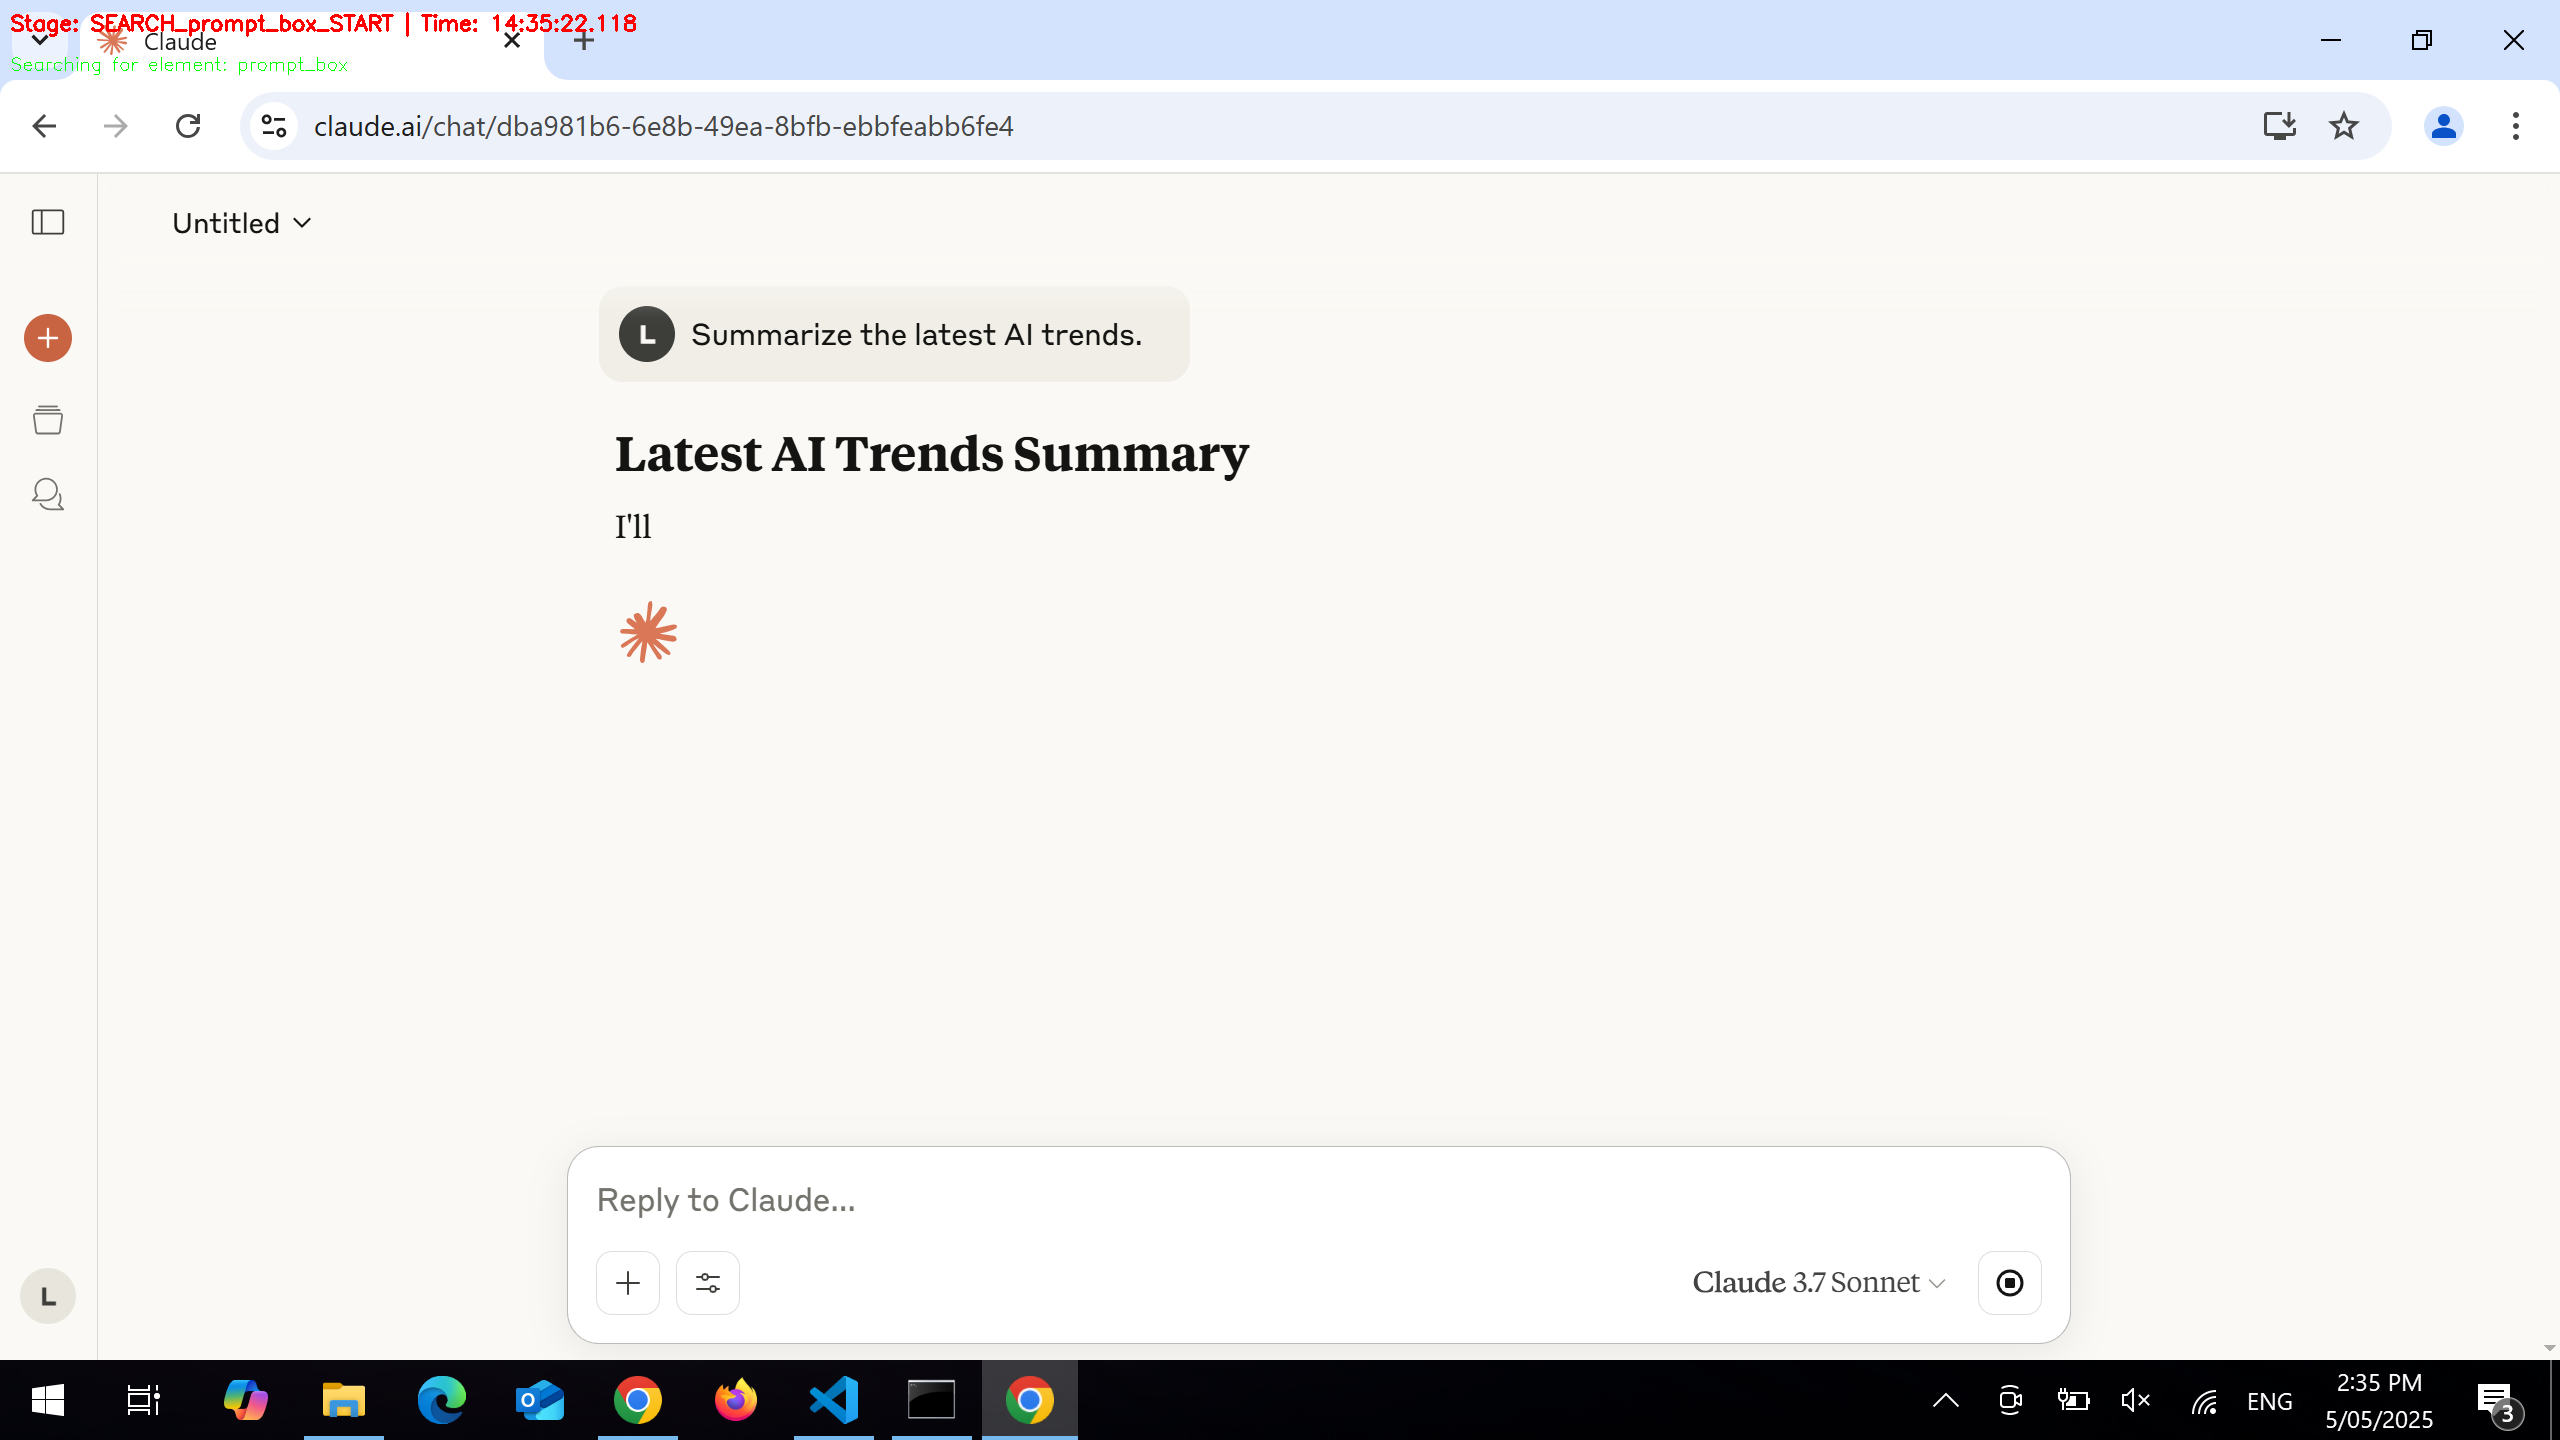 Stage: SEARCH_prompt_box_START | Time: 14:35:22.118
Claude
Searching for element: prompt_box
claude.ai/chat/dba981b6-6e8b-49ea-8bfb-ebbfeabb6fe4
Untitled
L Summarize the latest AI trends.
Latest AI Trends Summary
I'll
Reply to Claude...
Claude 3.7 Sonnet
L
ENG
2:35 PM
5/05/2025
3